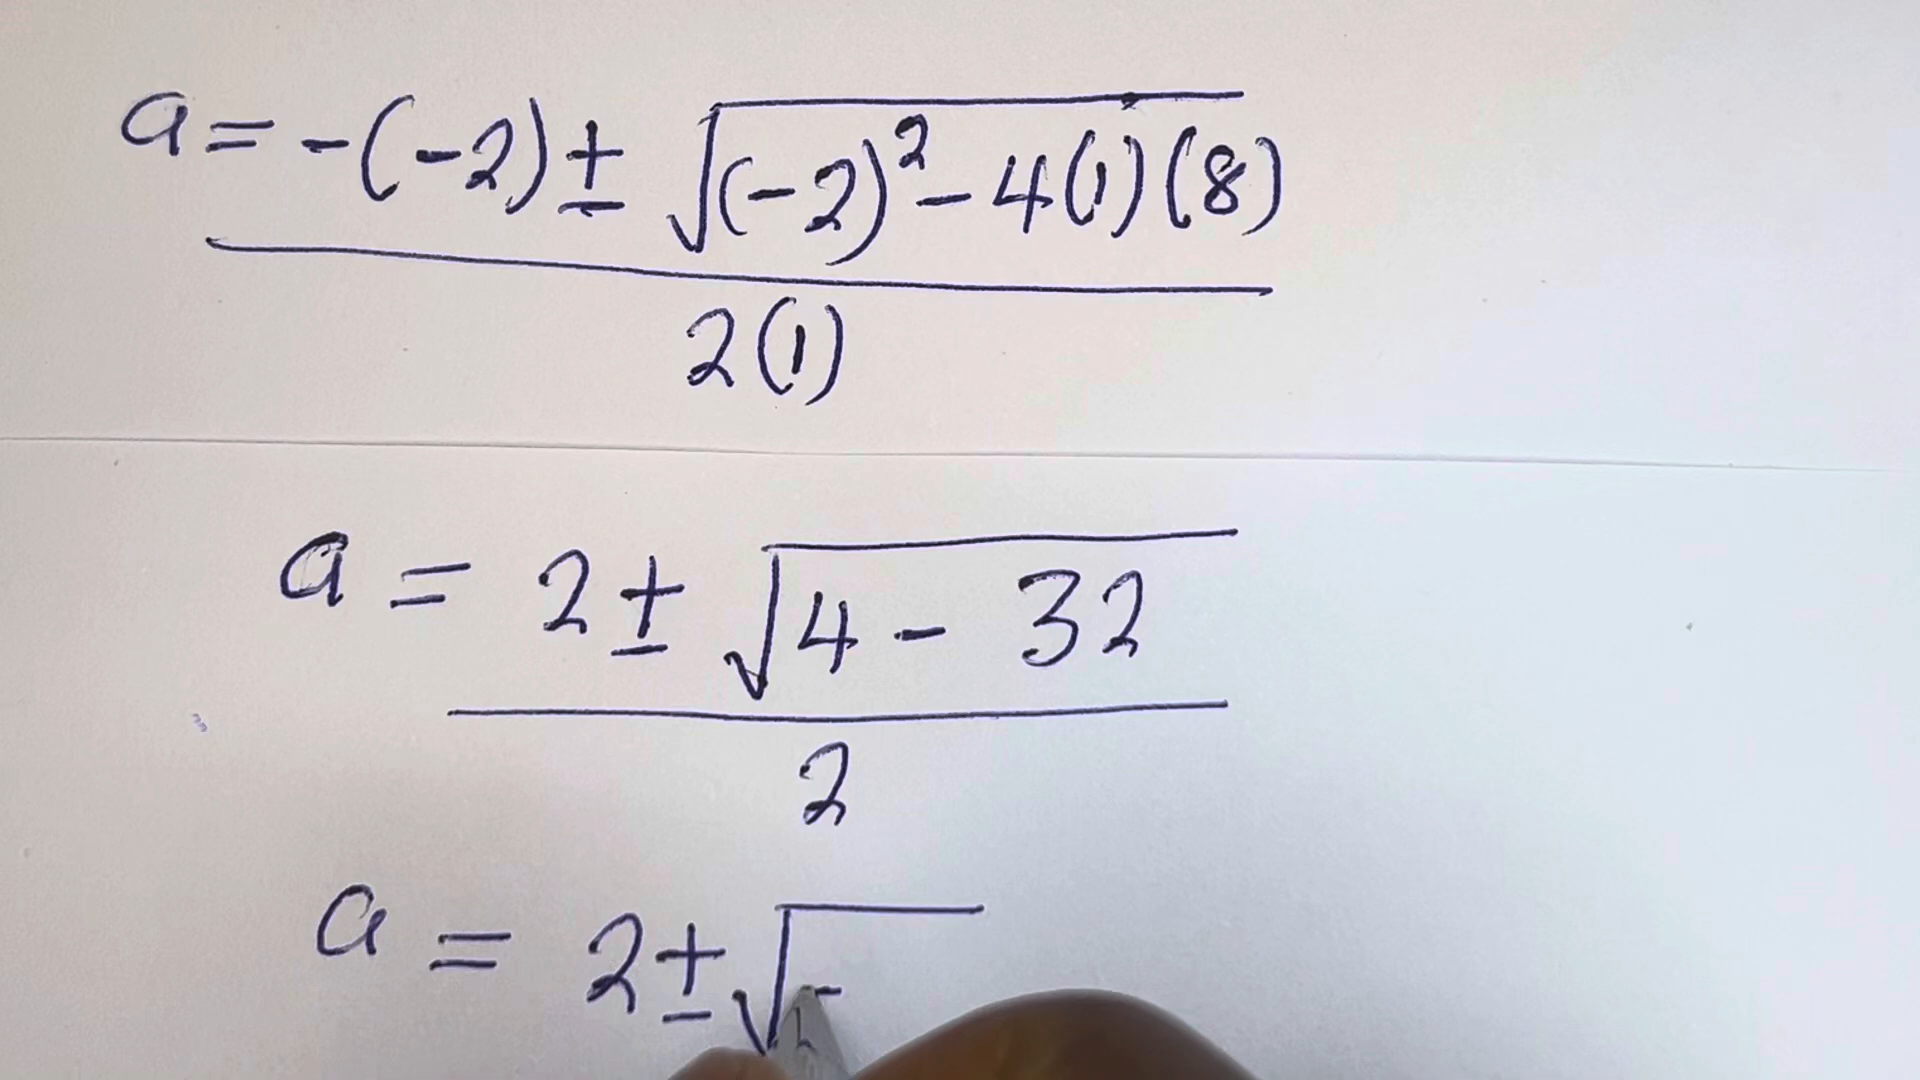 a = -(-2) ± √(-2)² - 4(1)(8)
2(1)
a = 2 ± √4 - 32
2
a = 2 ± √-